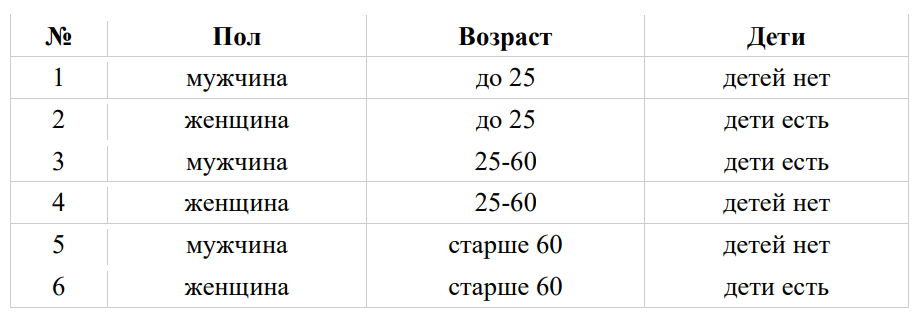 № Пол Возраст Дети
1 мужчина до 25 детей нет
2 женщина до 25 дети есть
3 мужчина 25-60 дети есть
4 женщина 25-60 детей нет
5 мужчина старше 60 детей нет
6 женщина старше 60 дети есть